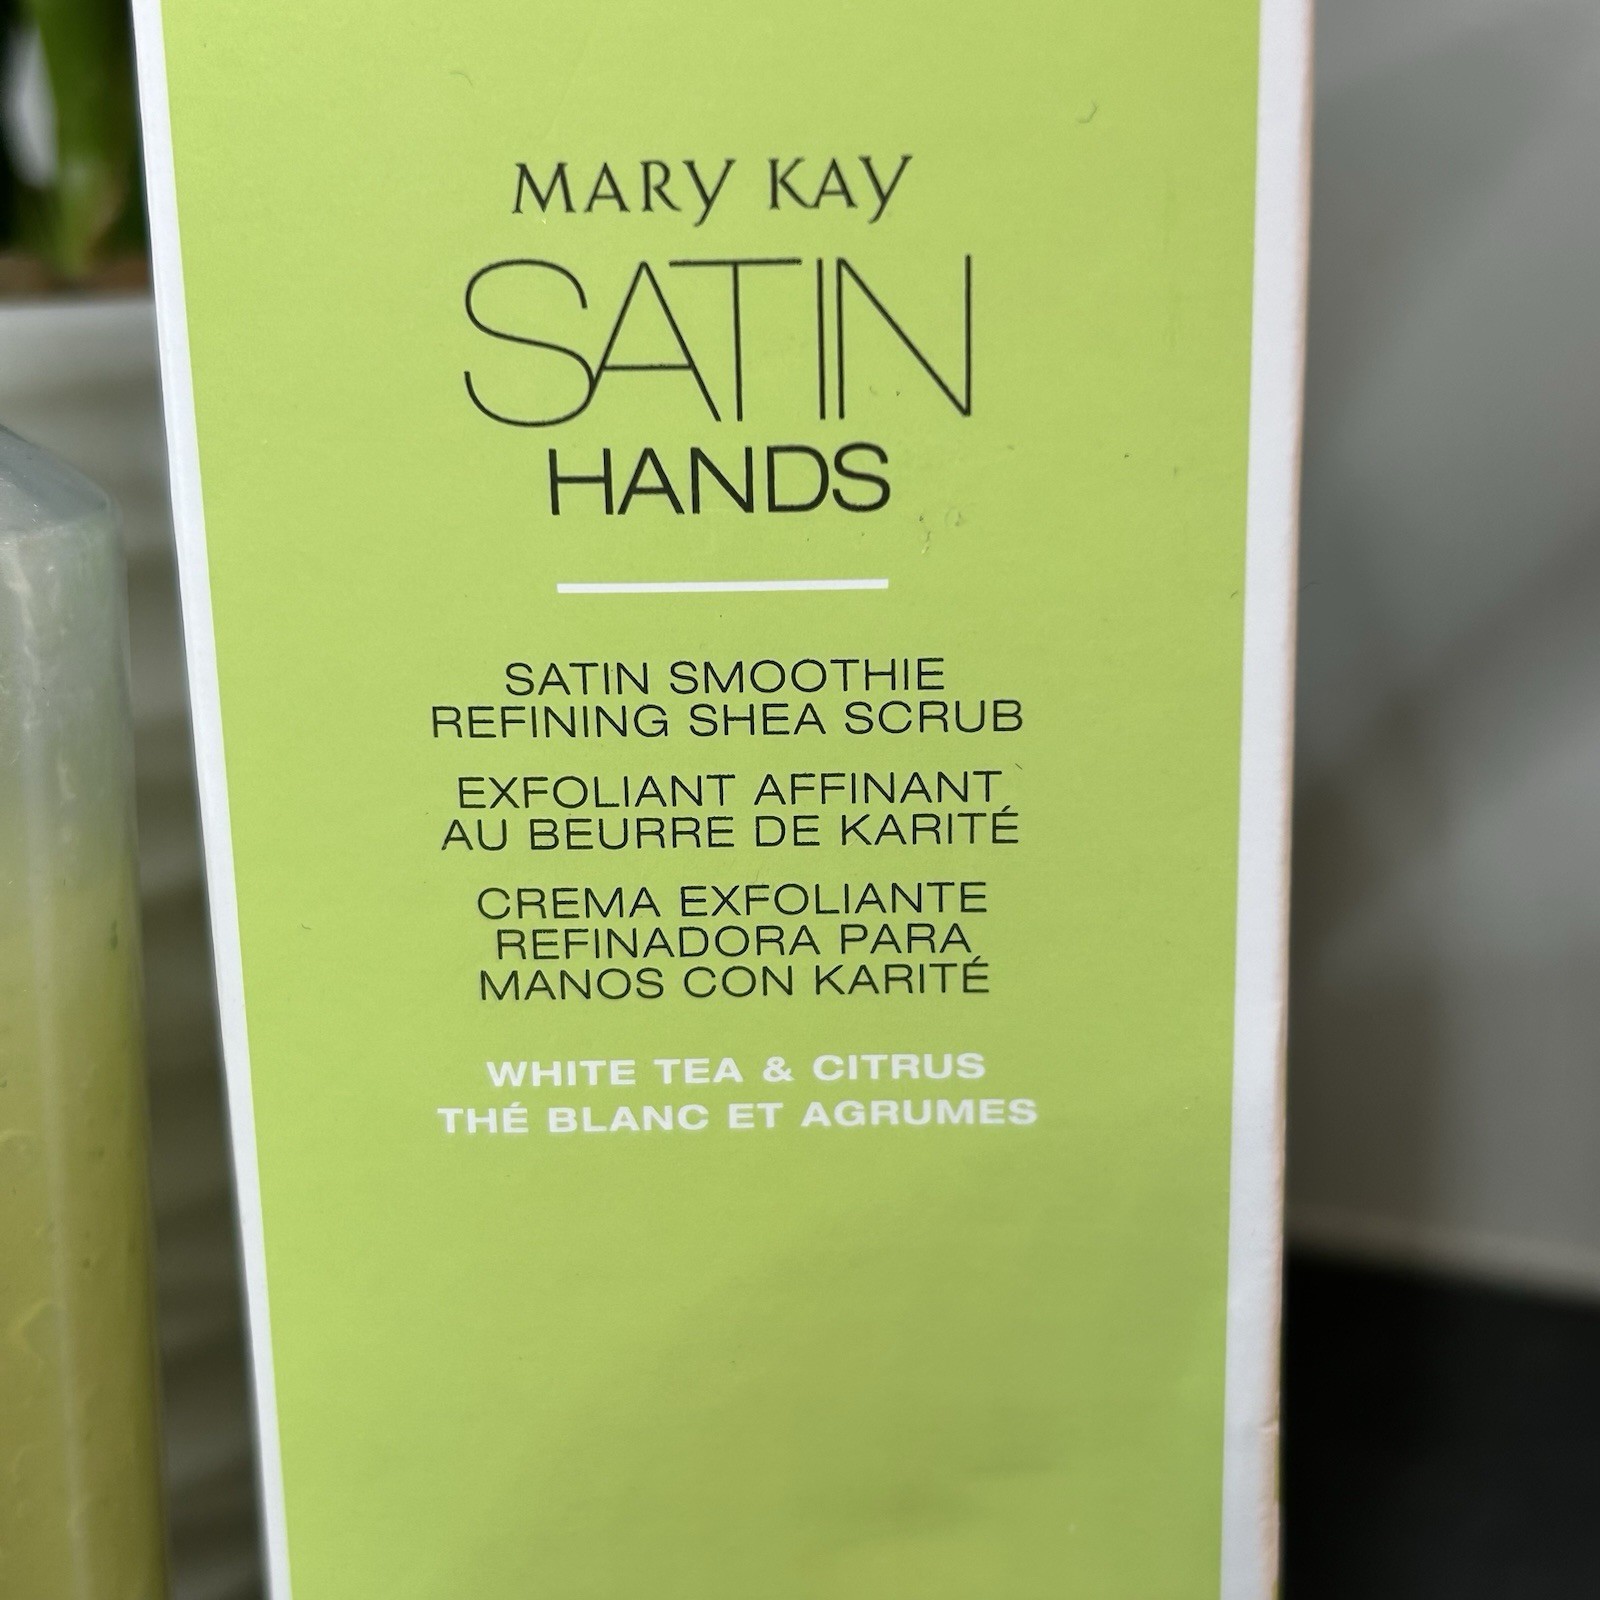 MARY KAY
SATIN
HANDS
SATIN SMOOTHIE
REFINING SHEA SCRUB
EXFOLIANT AFFINANT
AU BEURRE DE KARITÉ
CREMA EXFOLIANTE
REFINADORA PARA
MANOS CON KARITÉ
WHITE TEA & CITRUS
THÉ BLANC ET AGRUMES